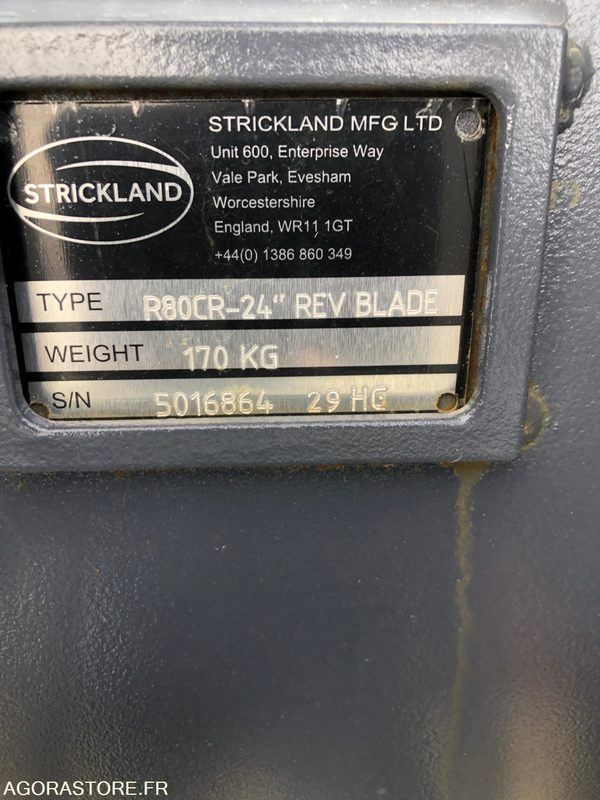 STRICKLAND
STRICKLAND MFG LTD
Unit 600, Enterprise Way
Vale Park, Evesham
Worcestershire
England, WR11 1GT
+44(0) 1386 860 349
TYPE R80CR-24" REV BLADE
WEIGHT 170 KG
S/N 5016864 29 HG
AGORASTORE.FR